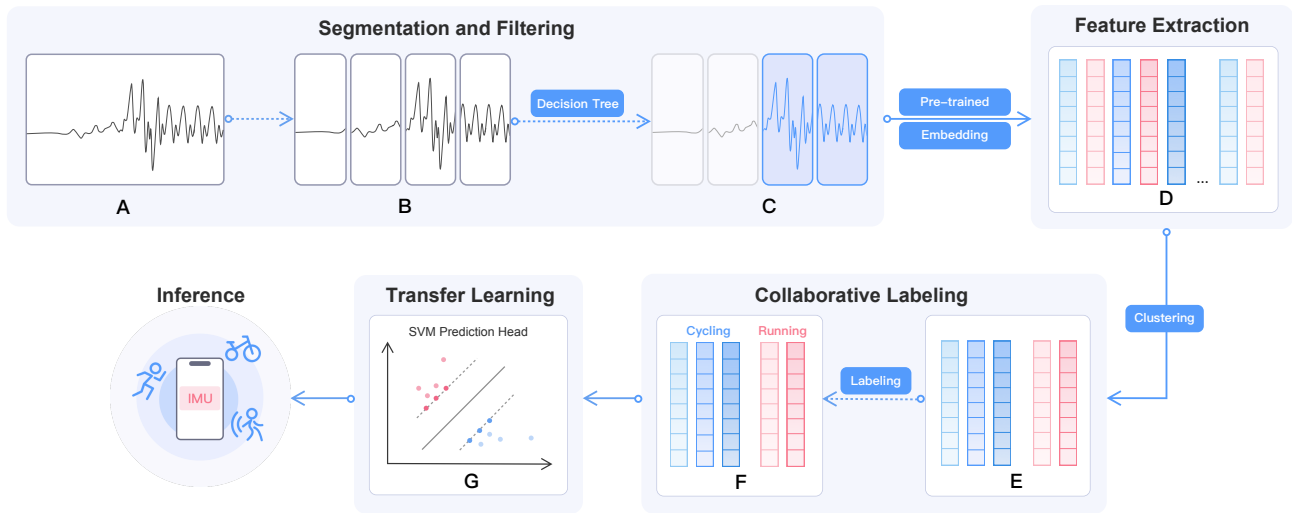 Segmentation and Filtering
Decision Tree
A
B
C
Pre-trained
Embedding
Feature Extraction
...
D
Clustering
Inference
IMU
Transfer Learning
SVM Prediction Head
G
Collaborative Labeling
Cycling
Running
F
Labeling
E